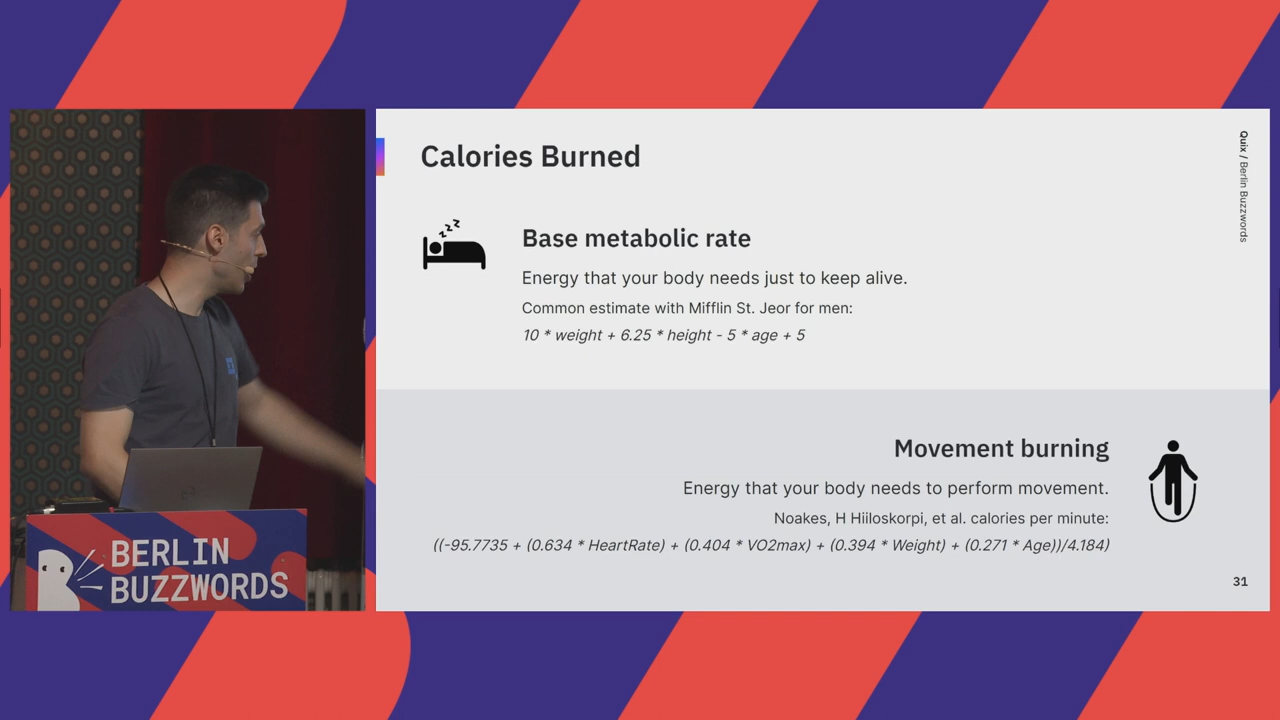 Calories Burned
Quix / Berlin Buzzwords
zzz
Base metabolic rate
Energy that your body needs just to keep alive.
Common estimate with Mifflin St. Jeor for men:
10 * weight + 6.25 * height - 5 * age + 5
Movement burning
Energy that your body needs to perform movement.
Noakes, H Hiiloskorpi, et al. calories per minute:
((-95.7735 + (0.634 * HeartRate) + (0.404 * VO2max) + (0.394 * Weight) + (0.271 * Age))/4.184)
31
BERLIN
BUZZWORDS